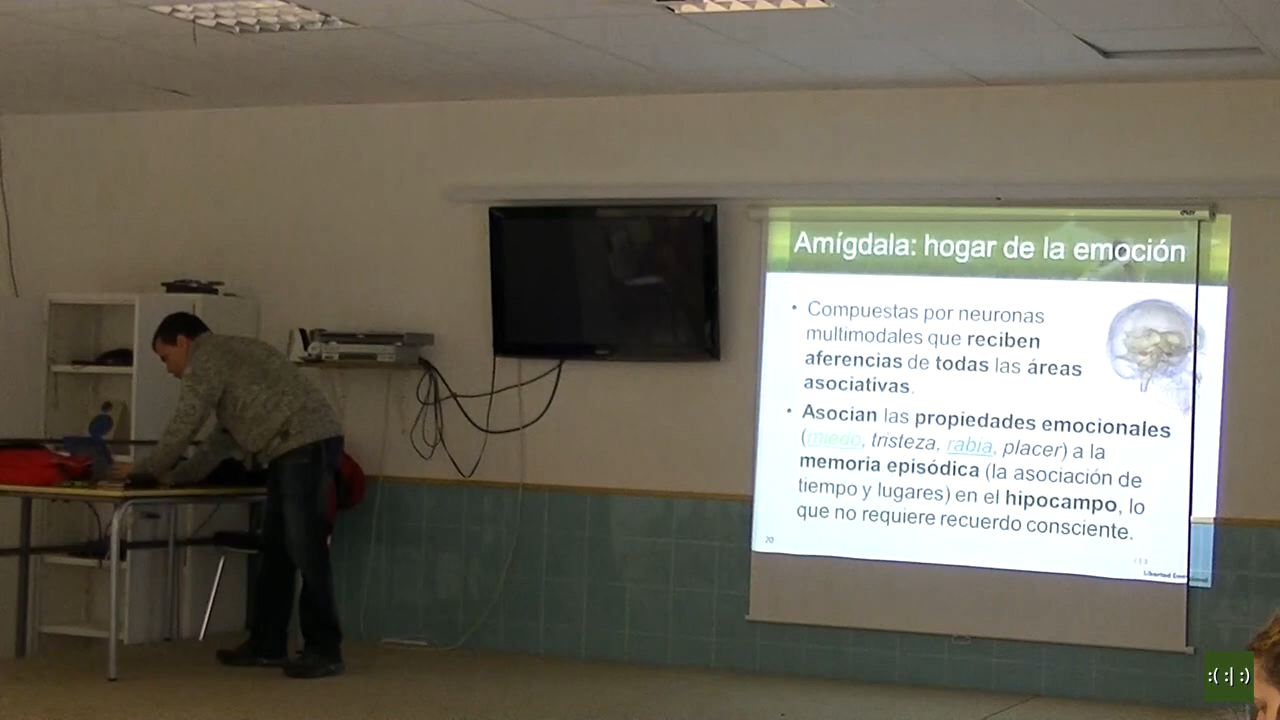 Amígdala: hogar de la emoción
• Compuestas por neuronas
multimodales que reciben
aferencias de todas las áreas
asociativas.
• Asocian las propiedades emocionales
(miedo, tristeza, rabia, placer) a la
memoria episódica (la asociación de
tiempo y lugares) en el hipocampo, lo
que no requiere recuerdo consciente.
20
Libertad
:( :| :)